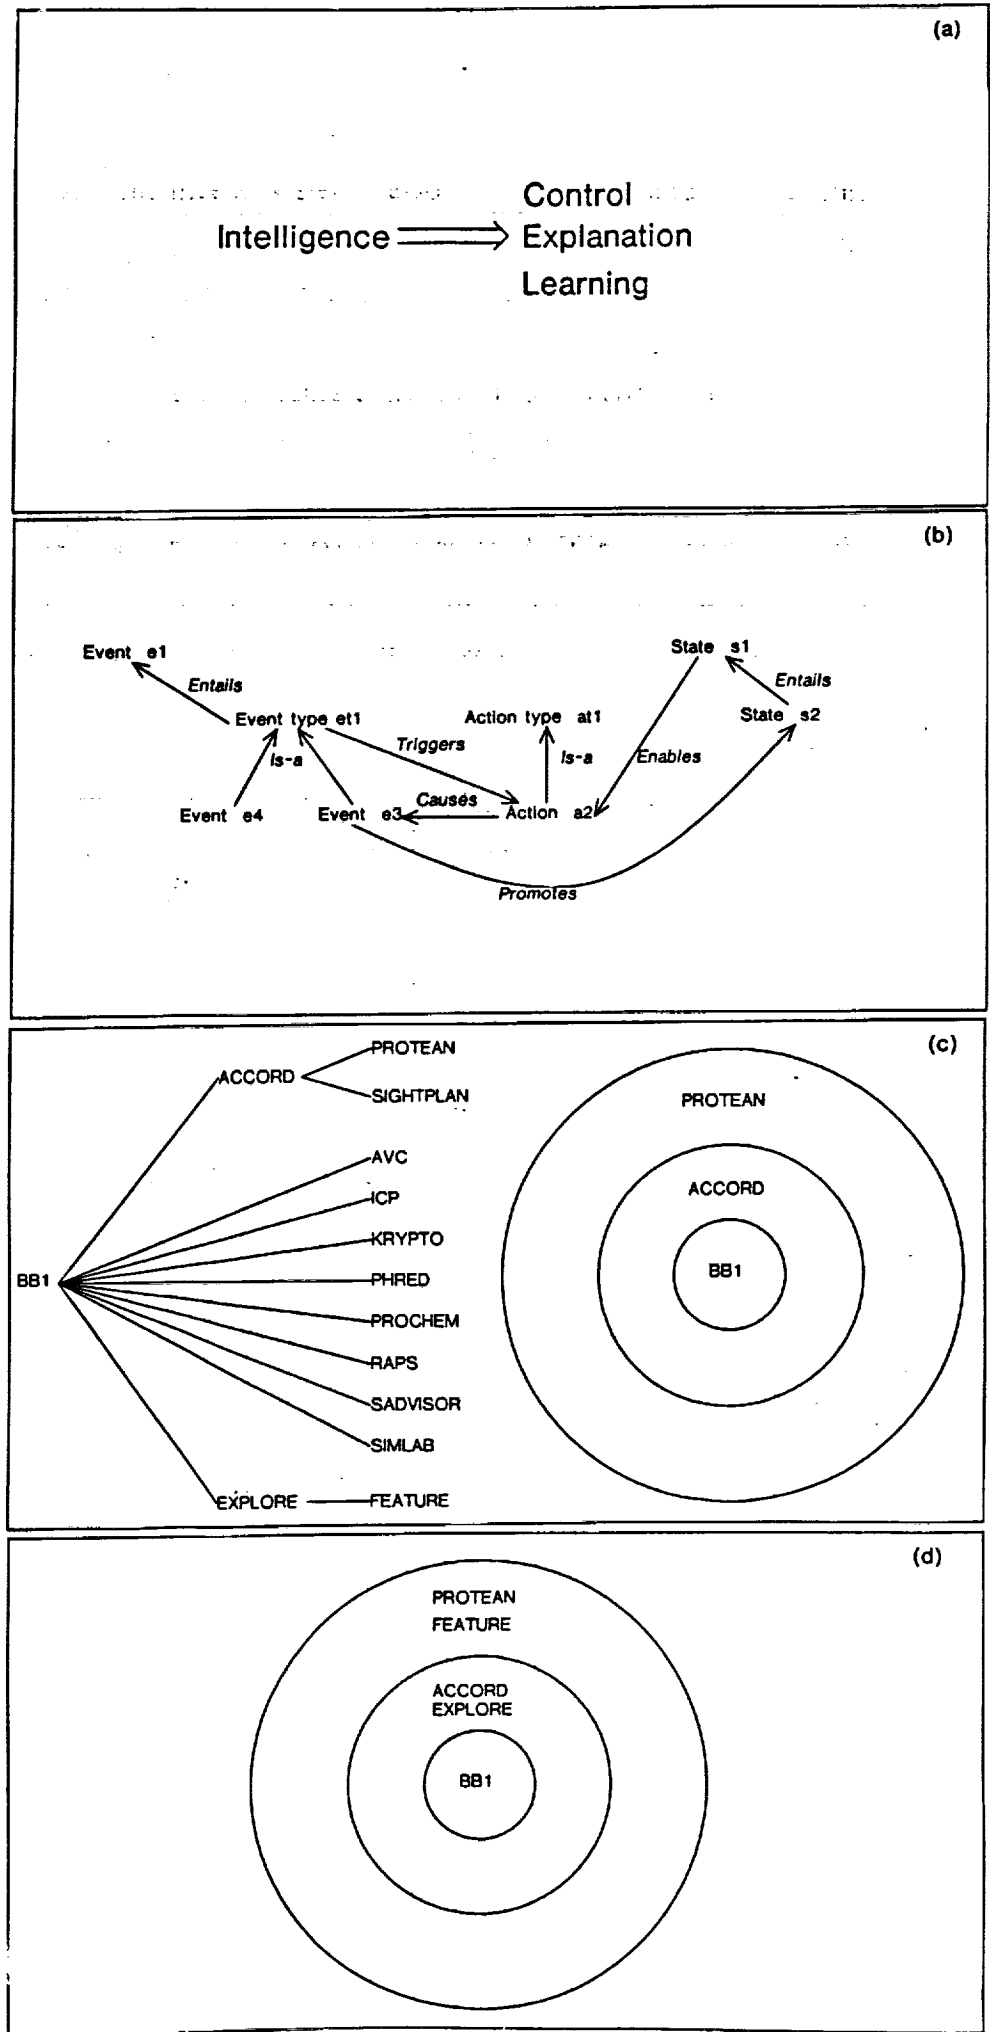 (a)
Control
Intelligence Explanation
Learning
(b)
Event e1
State s1
Entails
Entails
Event type et1
Action type at1
State s2
Triggers
Is-a
Is-a
Enables
Event e4
Event e3
Causes
Action a2
Promotes
(c)
PROTEAN
ACCORD
SIGHTPLAN
AVC
ICP
KRYPTO
BB1
PHRED
PROCHEM
RAPS
SADVISOR
SIMLAB
EXPLORE
FEATURE
PROTEAN
ACCORD
BB1
(d)
PROTEAN
FEATURE
ACCORD
EXPLORE
BB1